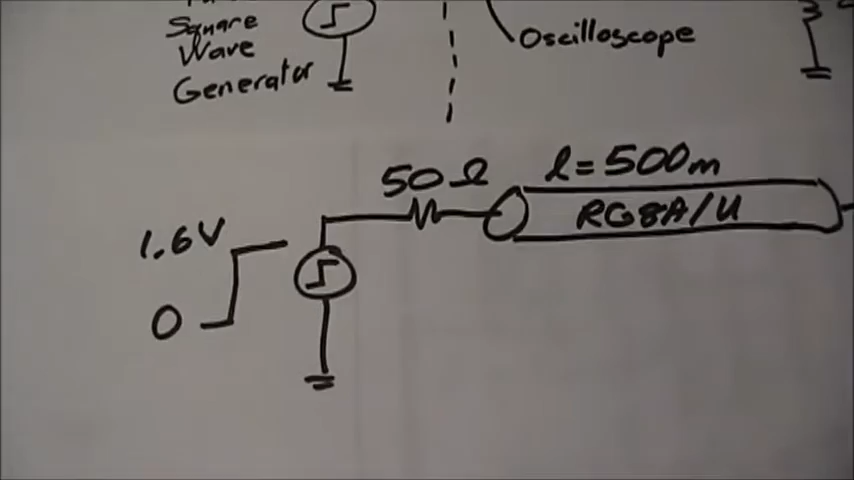 Square
Wave
Generator
Oscilloscope
50Ω
l=500m
RG8A/U
1.6V
0